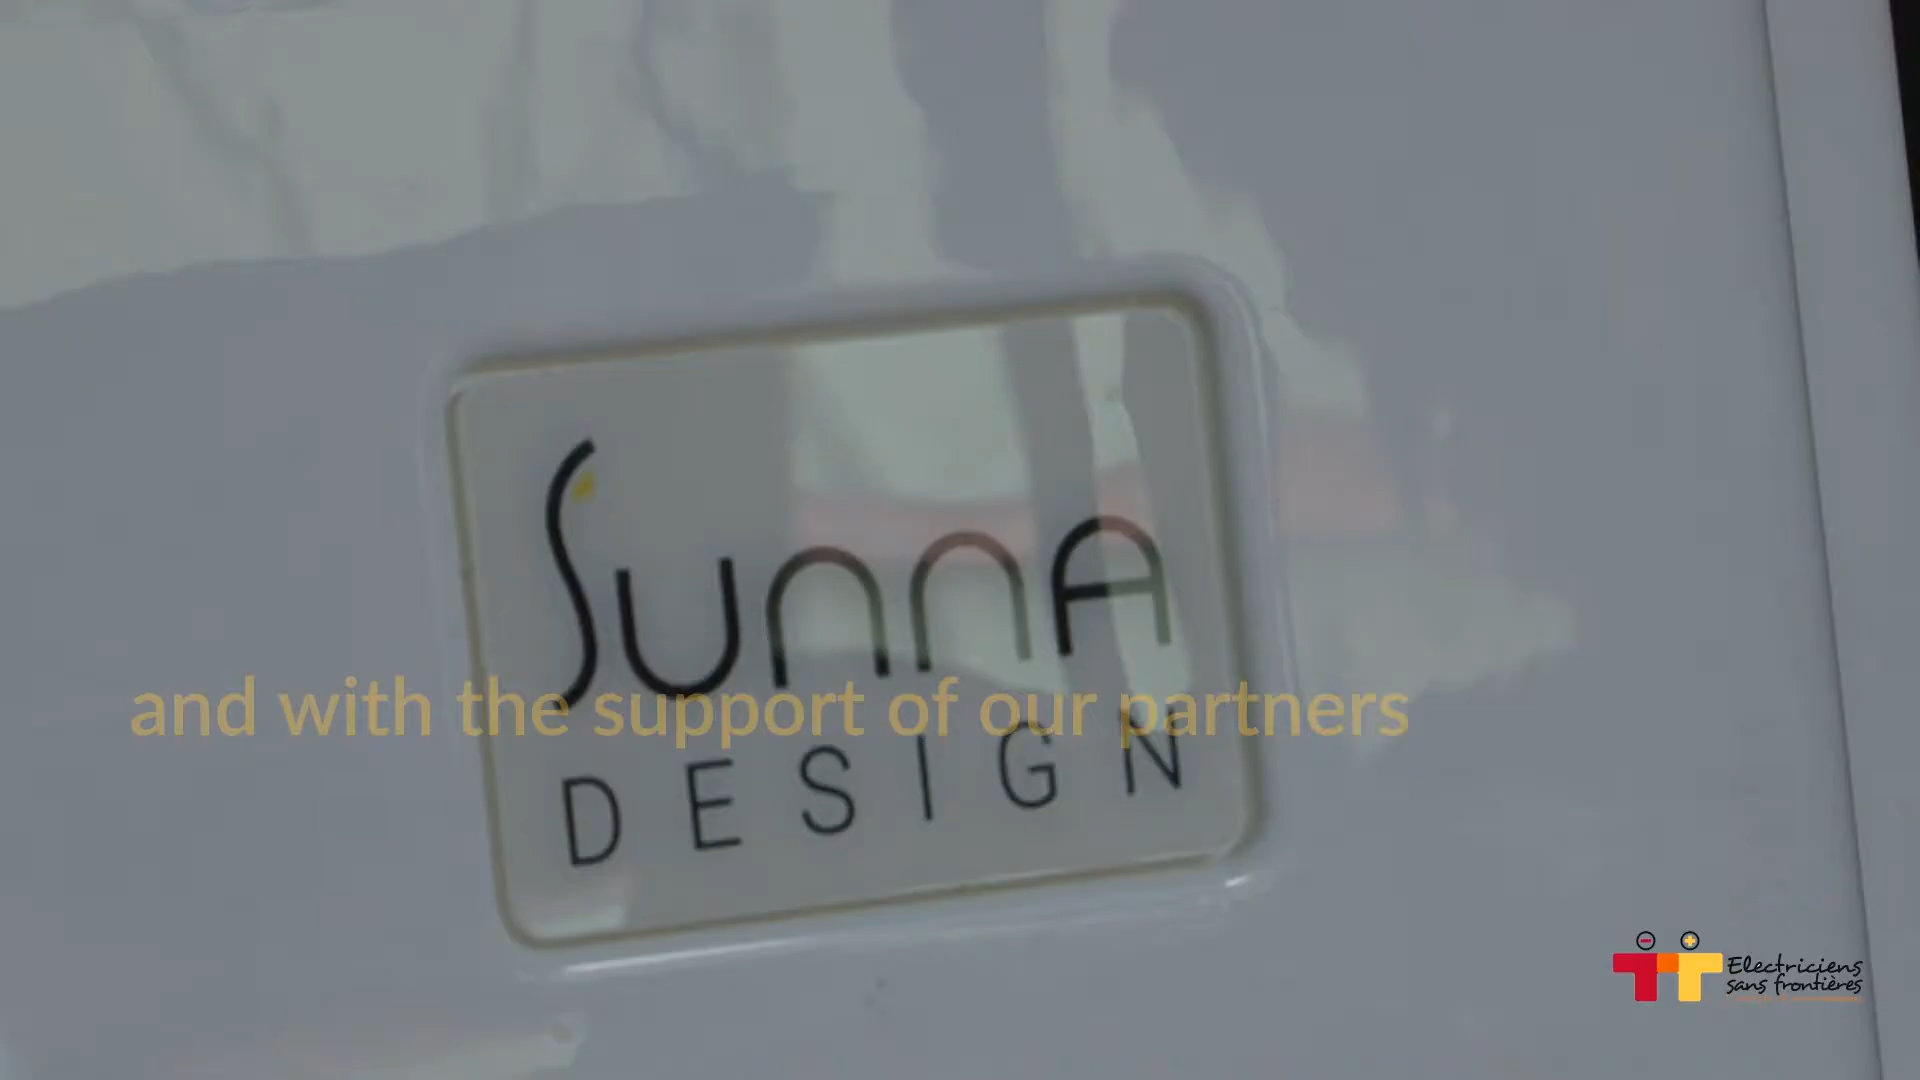 Sunna
and with the support of our partners
DESIGN
Electriciens
sans frontières